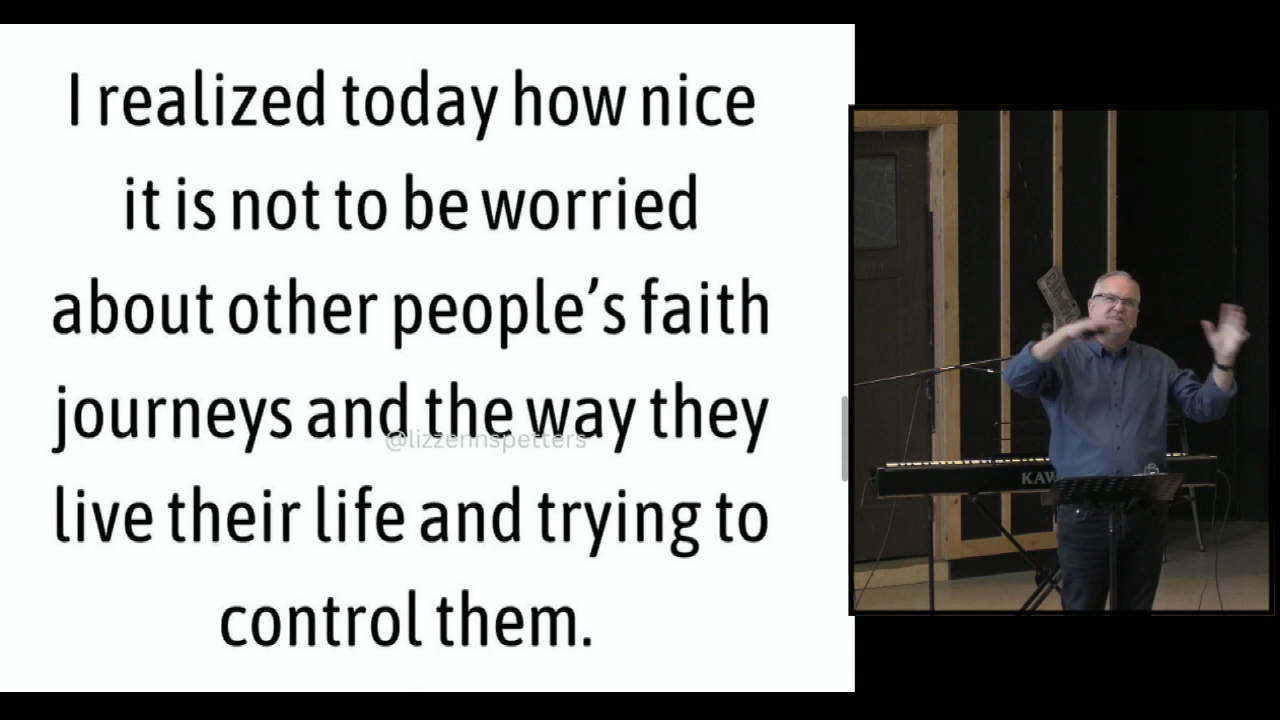 I realized today how nice
it is not to be worried
about other people’s faith
journeys and the way they
live their life and trying to
control them.
@lizzerinspetters
KAW